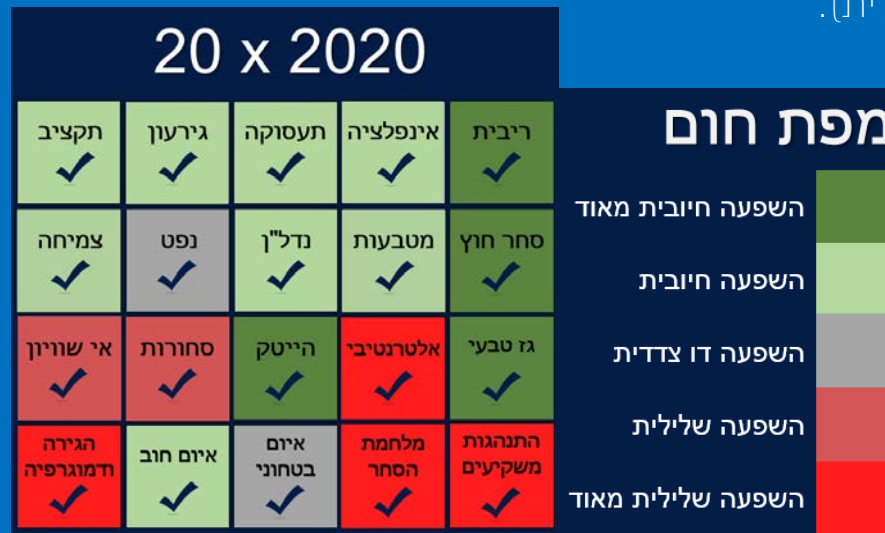 ית).
20 x 2020
ריבית
אינפלציה
תעסוקה
גירעון
תקציב
סחר חוץ
מטבעות
נדל"ן
נפט
צמיחה
גז טבעי
אלטרנטיבי
הייטק
סחורות
אי שוויון
התנהגות
משקיעים
מלחמת
הסחר
איום
בטחוני
איום חוב
הגירה
ודמוגרפיה
מפת חום
השפעה חיובית מאוד
השפעה חיובית
השפעה דו צדדית
השפעה שלילית
השפעה שלילית מאוד